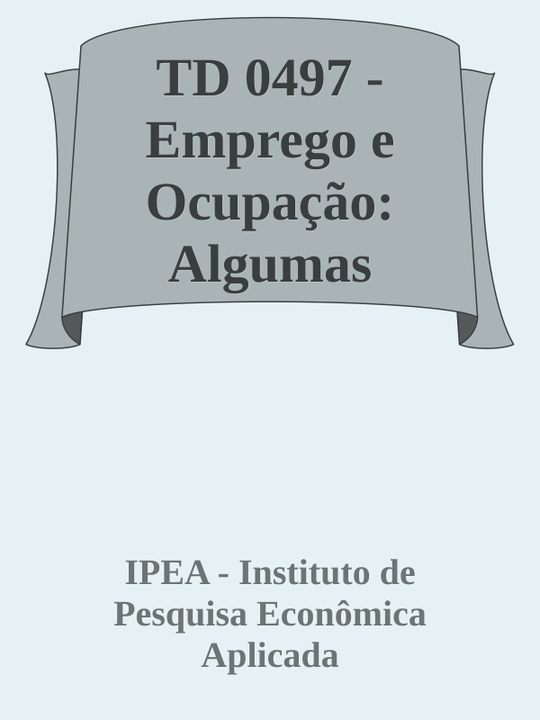 TD 0497 -
Emprego e
Ocupação:
Algumas
IPEA - Instituto de
Pesquisa Econômica
Aplicada